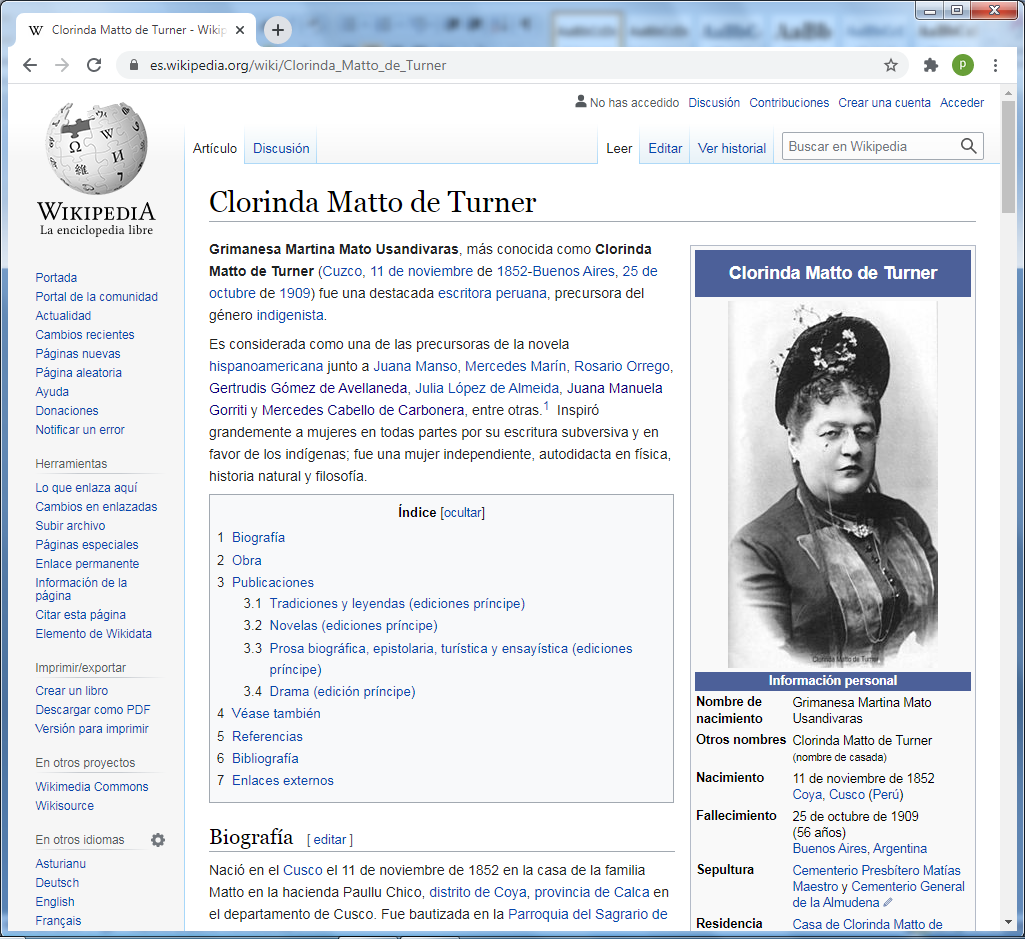 Clorinda Matto de Turner - Wikip
es.wikipedia.org/wiki/Clorinda_Matto_de_Turner
P
No has accedido Discusión Contribuciones Crear una cuenta Acceder
Artículo Discusión Leer Editar Ver historial Buscar en Wikipedia
WIKIPEDIA
La enciclopedia libre
Portada
Portal de la comunidad
Actualidad
Cambios recientes
Páginas nuevas
Página aleatoria
Ayuda
Donaciones
Notificar un error
Herramientas
Lo que enlaza aquí
Cambios en enlazadas
Subir archivo
Páginas especiales
Enlace permanente
Información de la
página
Citar esta página
Elemento de Wikidata
Imprimir/exportar
Crear un libro
Descargar como PDF
Versión para imprimir
En otros proyectos
Wikimedia Commons
Wikisource
En otros idiomas
Asturianu
Deutsch
English
Français
Clorinda Matto de Turner
Grimanesa Martina Mato Usandivaras, más conocida como Clorinda
Matto de Turner (Cuzco, 11 de noviembre de 1852-Buenos Aires, 25 de
octubre de 1909) fue una destacada escritora peruana, precursora del
género indigenista.
Es considerada como una de las precursoras de la novela
hispanoamericana junto a Juana Manso, Mercedes Marín, Rosario Orrego,
Gertrudis Gómez de Avellaneda, Julia López de Almeida, Juana Manuela
Gorriti y Mercedes Cabello de Carbonera, entre otras.1 Inspiró
grandemente a mujeres en todas partes por su escritura subversiva y en
favor de los indígenas; fue una mujer independiente, autodidacta en física,
historia natural y filosofía.
Índice [ocultar]
1 Biografía
2 Obra
3 Publicaciones
3.1 Tradiciones y leyendas (ediciones príncipe)
3.2 Novelas (ediciones príncipe)
3.3 Prosa biográfica, epistolaria, turística y ensayística (ediciones
príncipe)
3.4 Drama (edición príncipe)
4 Véase también
5 Referencias
6 Bibliografía
7 Enlaces externos
Biografía [ editar ]
Nació en el Cusco el 11 de noviembre de 1852 en la casa de la familia
Matto en la hacienda Paullu Chico, distrito de Coya, provincia de Calca en
el departamento de Cusco. Fue bautizada en la Parroquia del Sagrario de
Clorinda Matto de Turner
Clorinda Matto de Turner
Información personal
Nombre de nacimiento Grimanesa Martina Mato
Usandivaras
Otros nombres Clorinda Matto de Turner
(nombre de casada)
Nacimiento 11 de noviembre de 1852
Coya, Cusco (Perú)
Fallecimiento 25 de octubre de 1909
(56 años)
Buenos Aires, Argentina
Sepultura Cementerio Presbítero Matías
Maestro y Cementerio General
de la Almudena
Residencia Casa de Clorinda Matto de